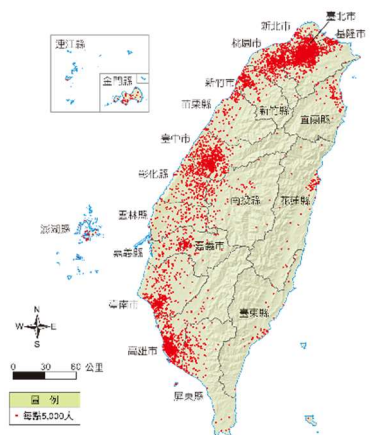 臺北市
新北市
基隆市
桃園市
連江縣
金門縣
新竹市
新竹縣
宜蘭縣
苗栗縣
臺中市
彰化縣
南投縣
花蓮縣
雲林縣
澎湖縣
嘉義市
嘉義縣
臺南市
臺東縣
高雄市
屏東縣
N
W
E
S
0 30 60 公里
圖 例
每點5,000人